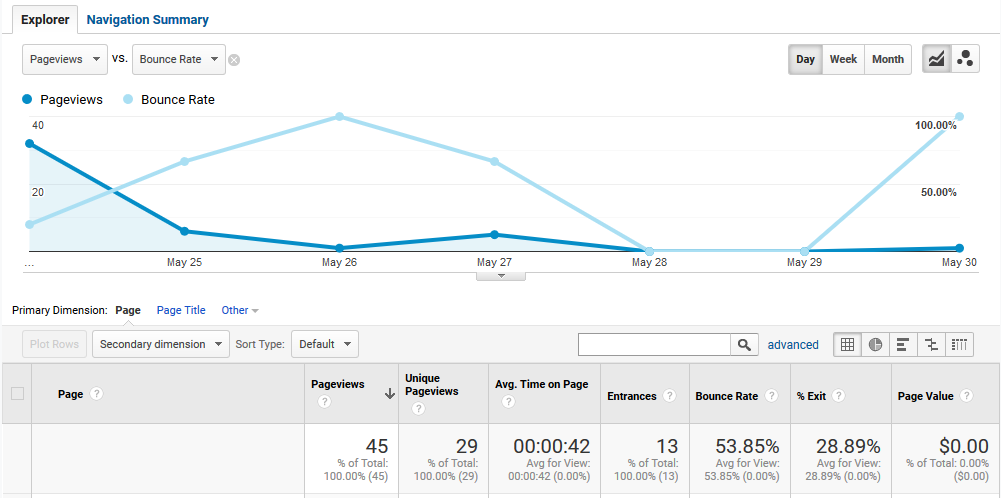 Explorer Navigation Summary
Pageviews vs. Bounce Rate Day Week Month
Pageviews Bounce Rate
40 100.00%
20 50.00%
... May 25 May 26 May 27 May 28 May 29 May 30
Primary Dimension: Page Page Title Other
Plot Rows Secondary dimension Sort Type: Default advanced
Page ? Pageviews ? Unique Pageviews ? Avg. Time on Page ? Entrances ? Bounce Rate ? % Exit ? Page Value ?
45 29 00:00:42 13 53.85% 28.89% $0.00
% of Total: % of Total: Avg for View: % of Total: Avg for View: Avg for View: % of Total: 0.00%
100.00% (45) 100.00% (29) 00:00:42 (0.00%) 100.00% (13) 53.85% (0.00%) 28.89% (0.00%) ($0.00)